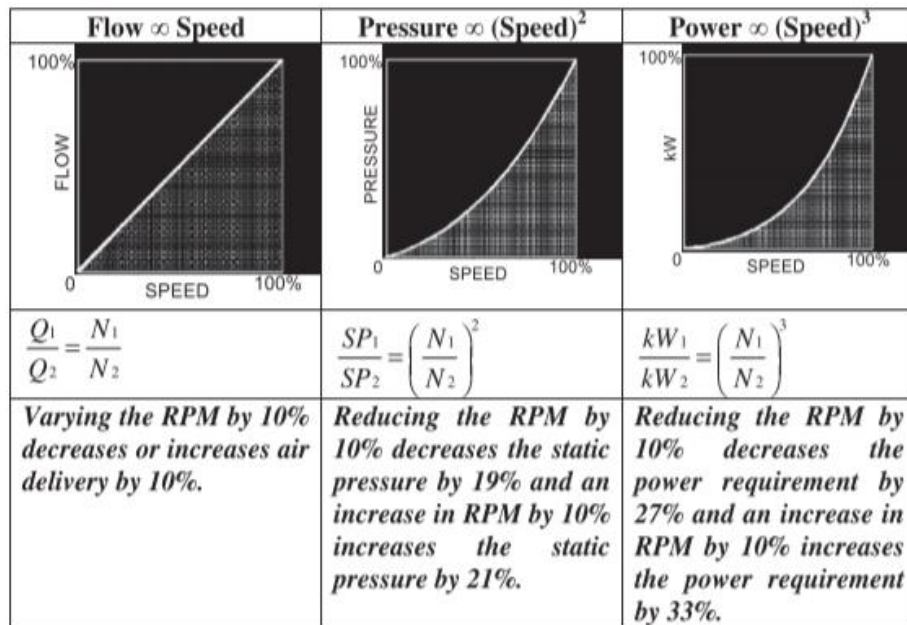 Flow ∞ Speed
Pressure ∞ (Speed)²
Power ∞ (Speed)³
100%
FLOW
0
SPEED
100%
100%
PRESSURE
0
SPEED
100%
100%
kW
0
SPEED
100%
Q1/Q2 = N1/N2
SP1/SP2 = (N1/N2)²
kW1/kW2 = (N1/N2)³
Varying the RPM by 10%
decreases or increases air
delivery by 10%.
Reducing the RPM by
10% decreases the static
pressure by 19% and an
increase in RPM by 10%
increases the static
pressure by 21%.
Reducing the RPM by
10% decreases the
power requirement by
27% and an increase in
RPM by 10% increases
the power requirement
by 33%.